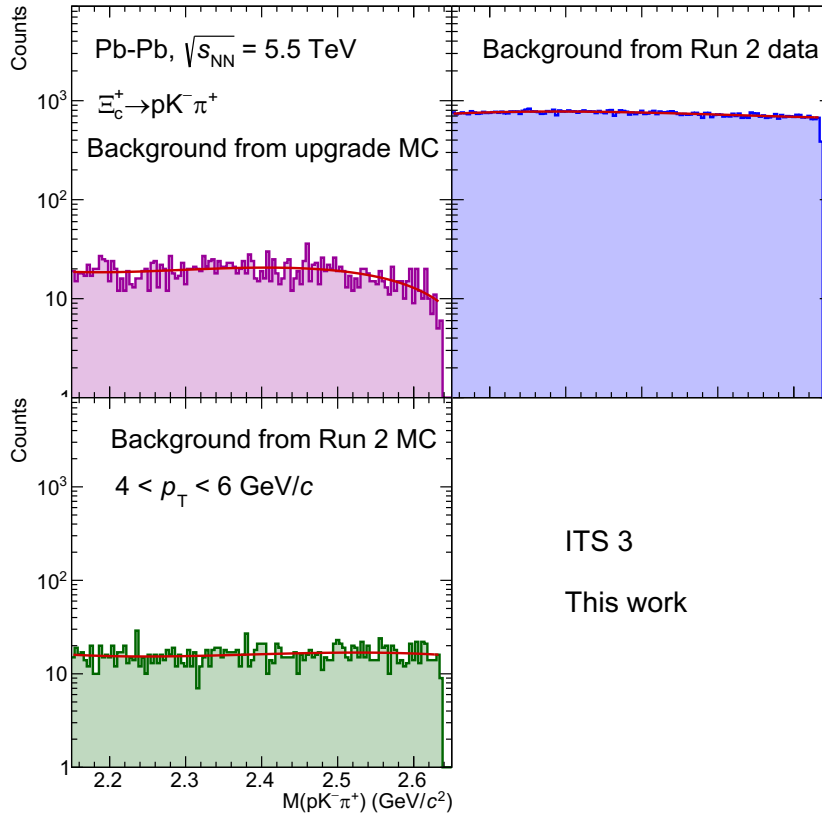 Counts
Pb-Pb, √s_NN = 5.5 TeV
Ξ_c^+→pK⁻π⁺
Background from upgrade MC
10³
10²
10
1
Background from Run 2 data
Counts
Background from Run 2 MC
4 < p_T < 6 GeV/c
10³
10²
10
1
2.2 2.3 2.4 2.5 2.6
M(pK⁻π⁺) (GeV/c²)
ITS 3
This work